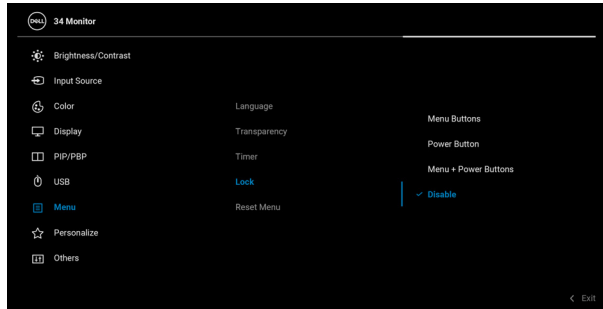 DELL 34 Monitor
Brightness/Contrast
Input Source
Color
Display
PIP/PBP
USB
Menu
Personalize
Others
Language
Transparency
Timer
Lock
Reset Menu
Menu Buttons
Power Button
Menu + Power Buttons
Disable
Exit